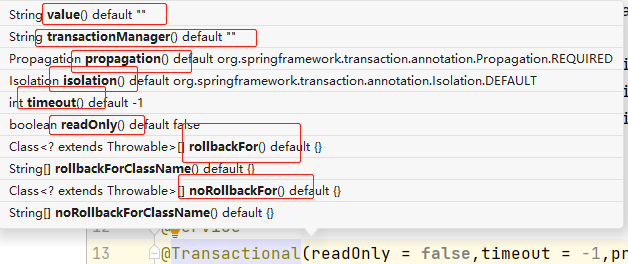 String value() default ""
String transactionManager() default ""
Propagation propagation() default org.springframework.transaction.annotation.Propagation.REQUIRED
Isolation isolation() default org.springframework.transaction.annotation.Isolation.DEFAULT
int timeout() default -1
boolean readOnly() default false
Class<? extends Throwable>[] rollbackFor() default {}
String[] rollbackForClassName() default {}
Class<? extends Throwable>[] noRollbackFor() default {}
String[] noRollbackForClassName() default {}
12 @Service
13 @Transactional(readOnly = false,timeout = -1,pr